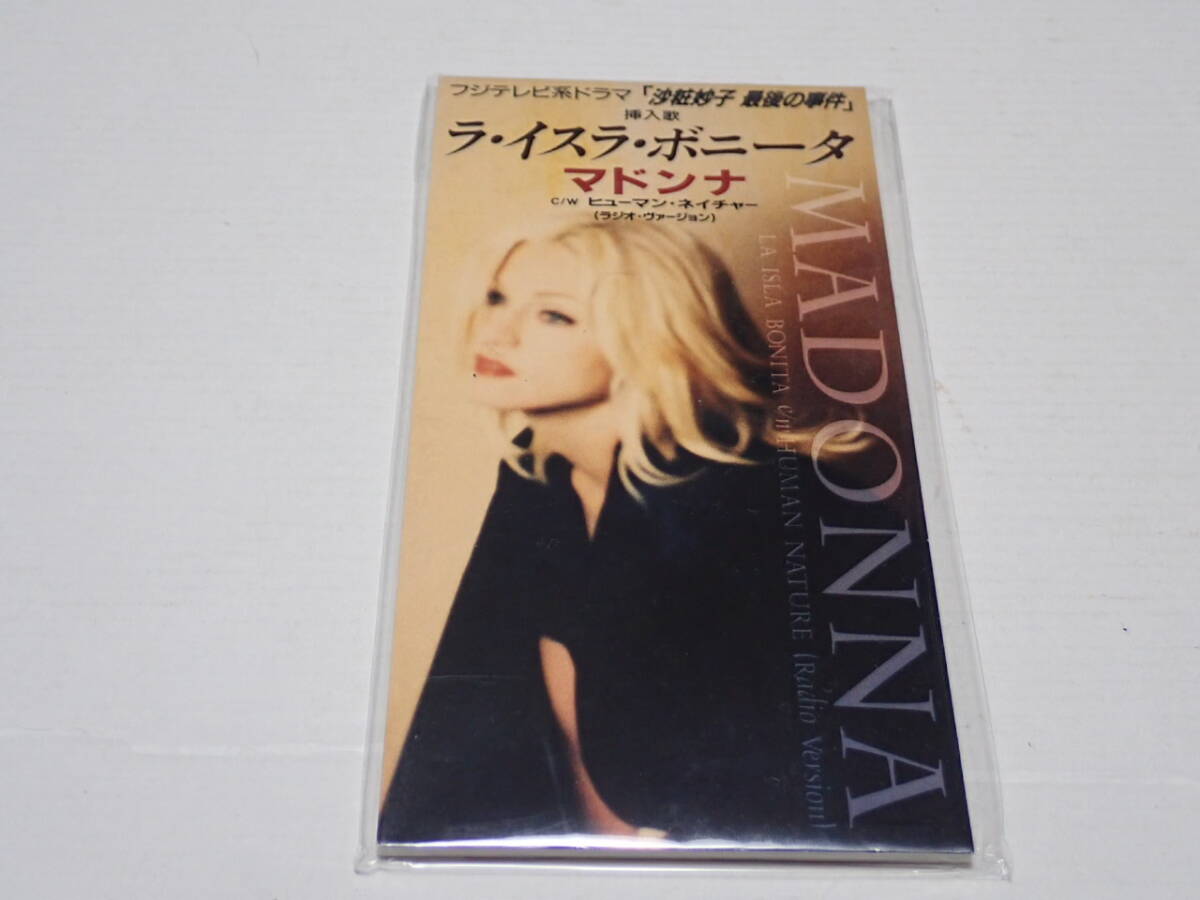 フジテレビ系ドラマ「沙粧妙子 最後の事件」
挿入歌
ラ・イスラ・ボニータ
マドンナ
C/W ヒューマン・ネイチャー
(ラジオ・ヴァージョン)
MADONNA
LA ISLA BONITA c/w HUMAN NATURE (Radio Version)